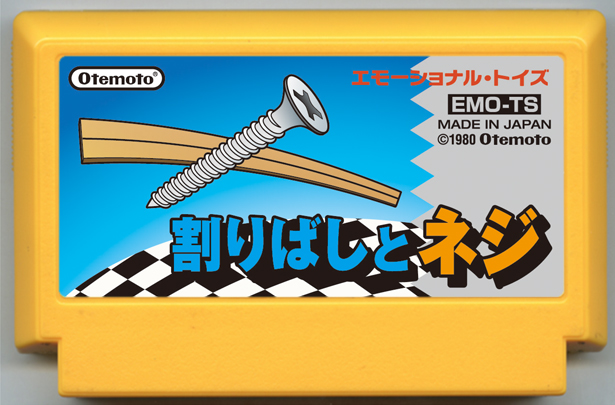 Otemoto®
エモーショナル・トイズ
EMO-TS
MADE IN JAPAN
©1980 Otemoto
割りばしとネジ